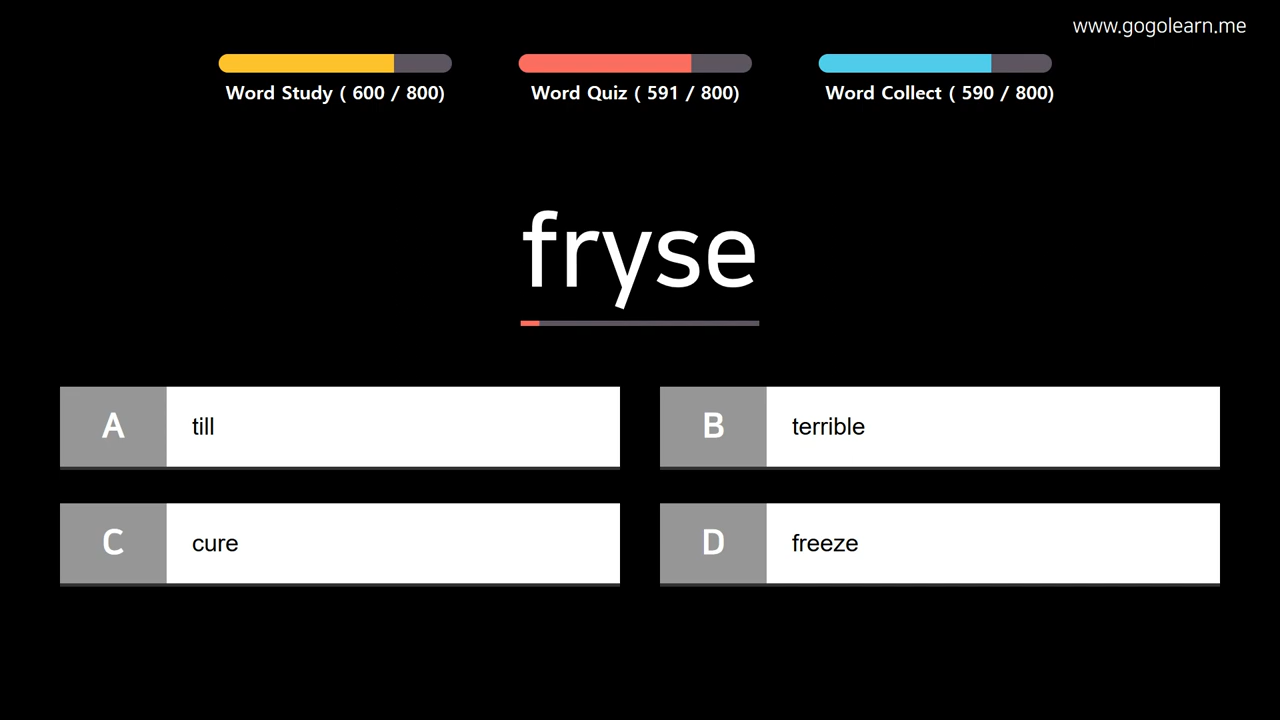 www.gogolearn.me
Word Study ( 600 / 800)
Word Quiz ( 591 / 800)
Word Collect ( 590 / 800)
fryse
A till
B terrible
C cure
D freeze